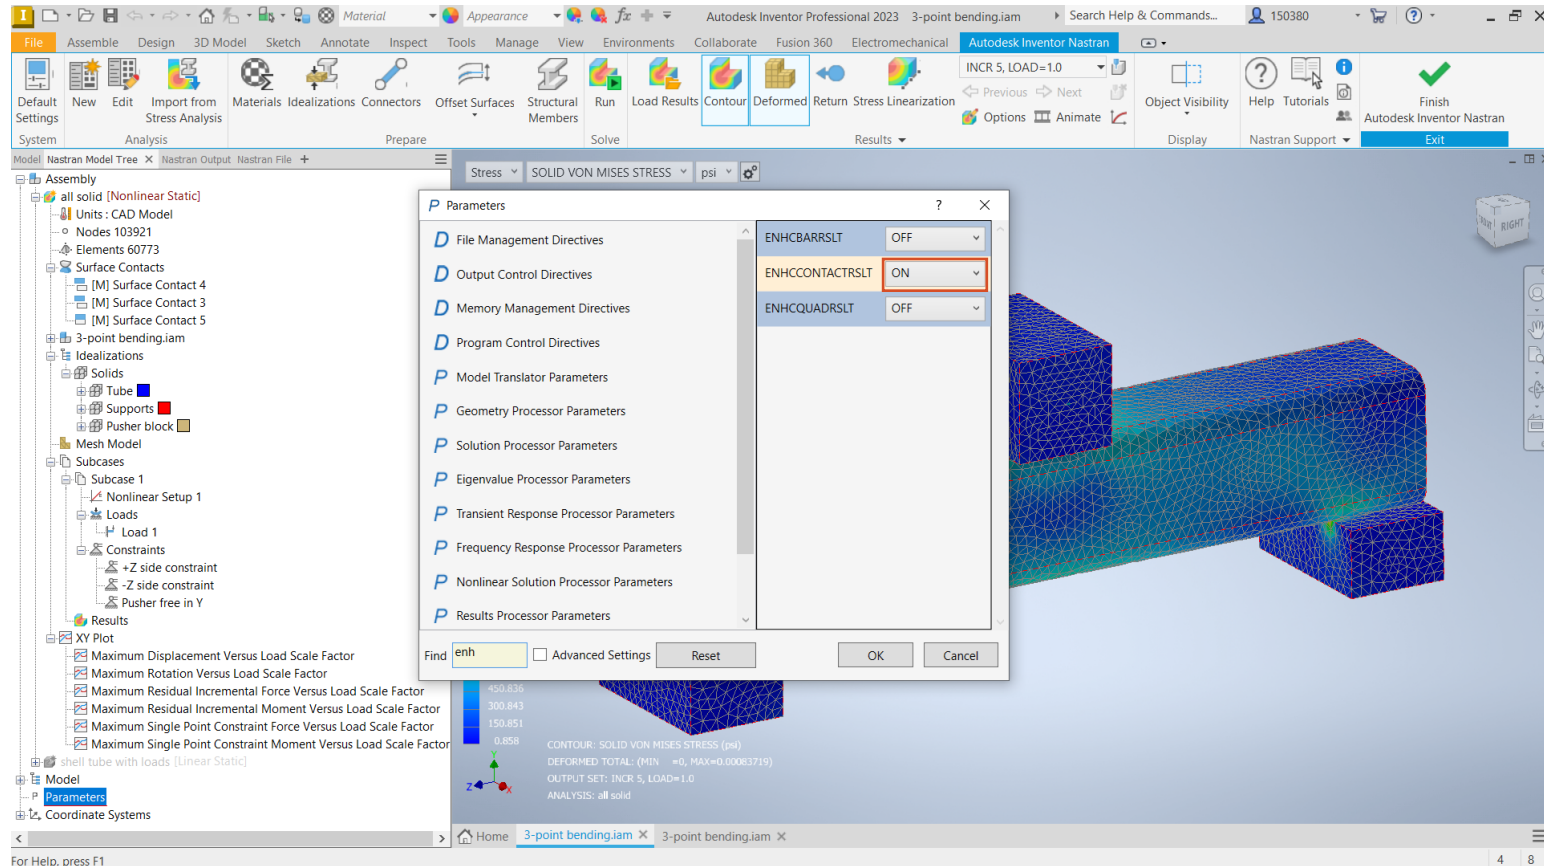 Material
Appearance
Autodesk Inventor Professional 2023 3-point bending.iam
Search Help & Commands...
150380
File Assemble Design 3D Model Sketch Annotate Inspect Tools Manage View Environments Collaborate Fusion 360 Electromechanical Autodesk Inventor Nastran
Default Settings
New
Edit
Import from Stress Analysis
Materials
Idealizations
Connectors
Offset Surfaces
Structural Members
Run
Load Results
Contour
Deformed
Return
Stress Linearization
INCR 5, LOAD=1.0
Previous
Next
Options
Animate
Object Visibility
Help
Tutorials
Finish
Autodesk Inventor Nastran
System
Analysis
Prepare
Solve
Results
Display
Nastran Support
Exit
Model Nastran Model Tree Nastran Output Nastran File +
Assembly
all solid [Nonlinear Static]
Units : CAD Model
Nodes 103921
Elements 60773
Surface Contacts
[M] Surface Contact 4
[M] Surface Contact 3
[M] Surface Contact 5
3-point bending.iam
Idealizations
Solids
Tube
Supports
Pusher block
Mesh Model
Subcases
Subcase 1
Nonlinear Setup 1
Loads
Load 1
Constraints
+Z side constraint
-Z side constraint
Pusher free in Y
Results
XY Plot
Maximum Displacement Versus Load Scale Factor
Maximum Rotation Versus Load Scale Factor
Maximum Residual Incremental Force Versus Load Scale Factor
Maximum Residual Incremental Moment Versus Load Scale Factor
Maximum Single Point Constraint Force Versus Load Scale Factor
Maximum Single Point Constraint Moment Versus Load Scale Factor
shell tube with loads [Linear Static]
Model
Parameters
Coordinate Systems
Stress
SOLID VON MISES STRESS
psi
P Parameters
? X
D File Management Directives
D Output Control Directives
D Memory Management Directives
D Program Control Directives
P Model Translator Parameters
P Geometry Processor Parameters
P Solution Processor Parameters
P Eigenvalue Processor Parameters
P Transient Response Processor Parameters
P Frequency Response Processor Parameters
P Nonlinear Solution Processor Parameters
P Results Processor Parameters
ENHCBARRSLT OFF
ENHCCONTACTRSLT ON
ENHCQUADRSLT OFF
Find enh
Advanced Settings
Reset
OK
Cancel
RIGHT
450.836
300.843
150.851
0.858
Y
Z
X
CONTOUR: SOLID VON MISES STRESS (psi)
DEFORMED TOTAL: (MIN =0, MAX=0.00083719)
OUTPUT SET: INCR 5, LOAD=1.0
ANALYSIS: all solid
Home
3-point bending.iam
3-point bending.iam
For Help, press F1
4 8